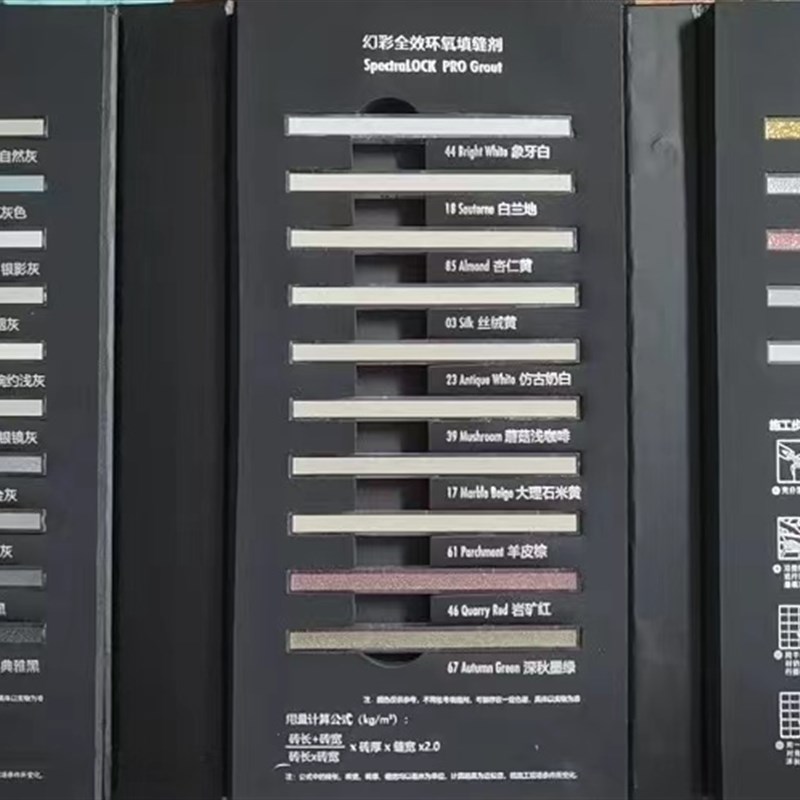 自然灰
灰色
银影灰
灰
约浅灰
银镜灰
灰
灰
黑
典雅黑
幻彩全效环氧填缝剂
SpectraLOCK PRO Grout
44 Bright White 象牙白
18 Sauterne 白兰地
85 Almond 杏仁黄
03 Silk 丝绒黄
23 Antique White 仿古奶白
39 Mushroom 蘑菇浅咖啡
17 Marble Beige 大理石米黄
61 Parchment 羊皮棕
46 Quarry Red 岩矿红
67 Autumn Green 深秋墨绿
用量计算公式（kg/m²）：
砖长+砖宽
砖长x砖宽
x 砖厚 x 缝宽 x2.0
施工步